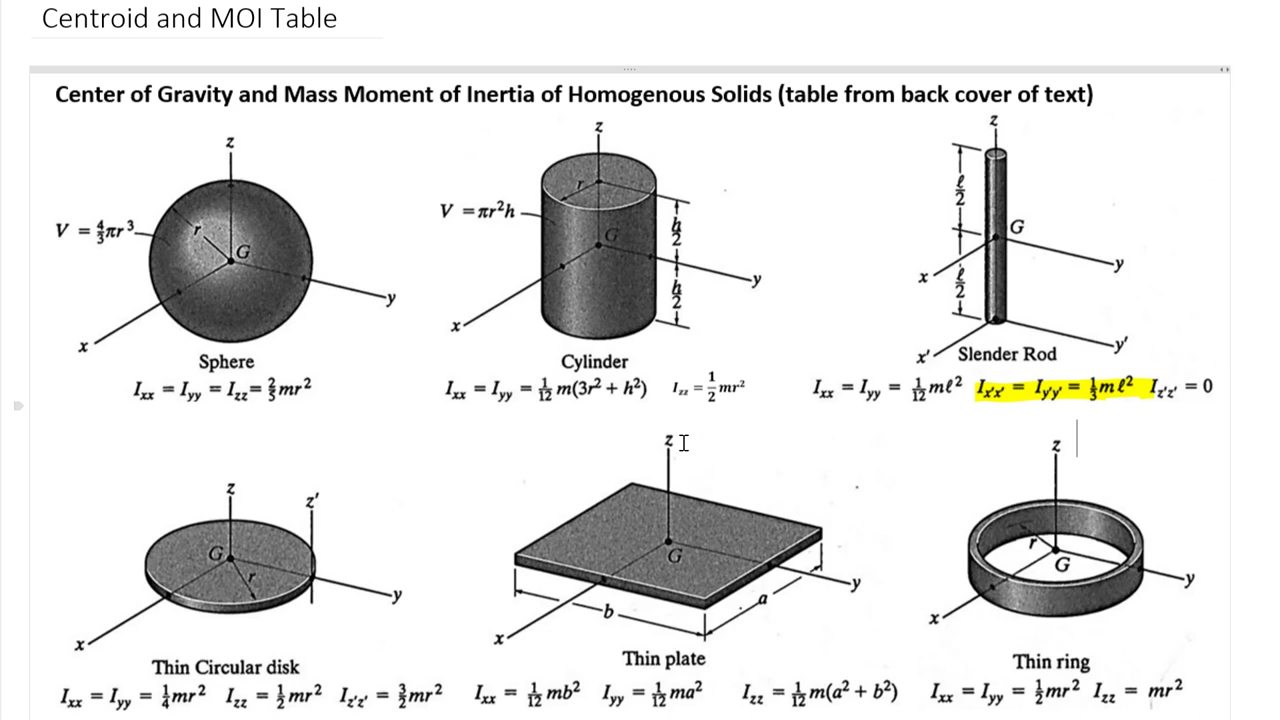 Centroid and MOI Table
Center of Gravity and Mass Moment of Inertia of Homogenous Solids (table from back cover of text)
z
V = 4/3 πr³
r
G
y
x
Sphere
Ixx = Iyy = Izz= 2/5 mr²
z
V =πr²h
r
G
h/2
h/2
y
x
Cylinder
Ixx = Iyy = 1/12 m(3r² + h²) Izz = 1/2 mr²
z
ℓ/2
G
ℓ/2
x
y
x′
y′
Slender Rod
Ixx = Iyy = 1/12 mℓ² Ix′x′ = Iy′y′ = 1/3 mℓ² Iz′z′ = 0
z
z′
G
r
y
x
Thin Circular disk
Ixx = Iyy = 1/4 mr² Izz = 1/2 mr² Iz′z′ = 3/2 mr²
z
G
b
a
y
x
Thin plate
Ixx = 1/12 mb² Iyy = 1/12 ma² Izz = 1/12 m(a² + b²)
z
r
G
y
x
Thin ring
Ixx = Iyy = 1/2 mr² Izz = mr²